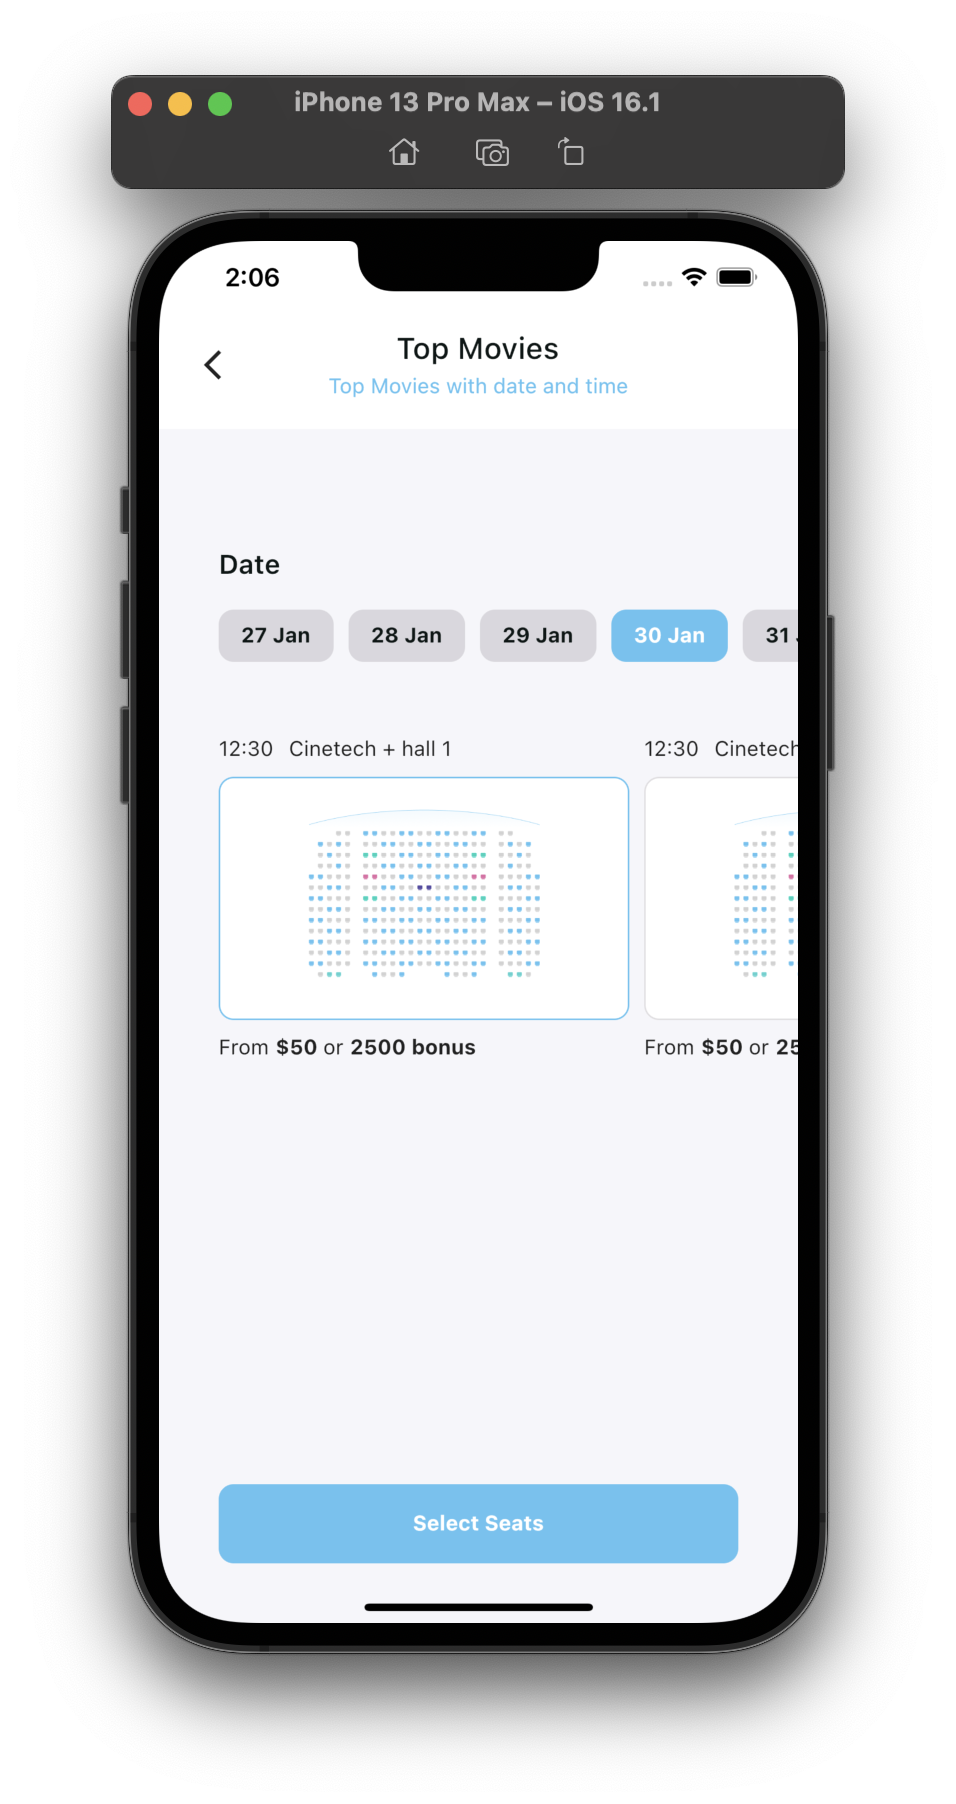 iPhone 13 Pro Max – iOS 16.1
2:06
Top Movies
Top Movies with date and time
Date
27 Jan 28 Jan 29 Jan 30 Jan 31
12:30 Cinetech + hall 1 12:30 Cinetech
From $50 or 2500 bonus From $50 or 25
Select Seats